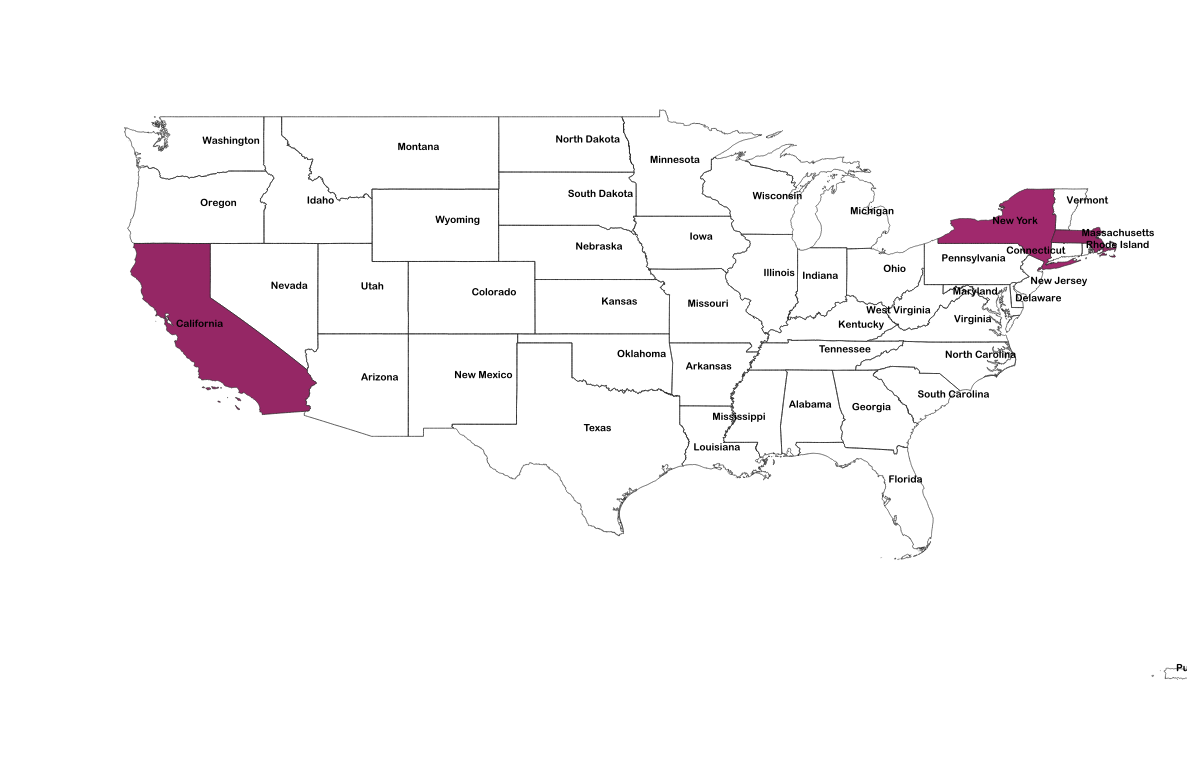 Washington
Montana
North Dakota
Minnesota
Oregon
Idaho
South Dakota
Wisconsin
Michigan
New York
Vermont
Wyoming
Massachusetts
Iowa
Nebraska
Rhode Island
Connecticut
Pennsylvania
Ohio
Illinois
Indiana
Nevada
Utah
Colorado
New Jersey
Maryland
Delaware
Kansas
Missouri
West Virginia
Virginia
Kentucky
California
Tennessee
North Carolina
Oklahoma
Arkansas
Arizona
New Mexico
South Carolina
Alabama
Georgia
Mississippi
Texas
Louisiana
Florida
Pu